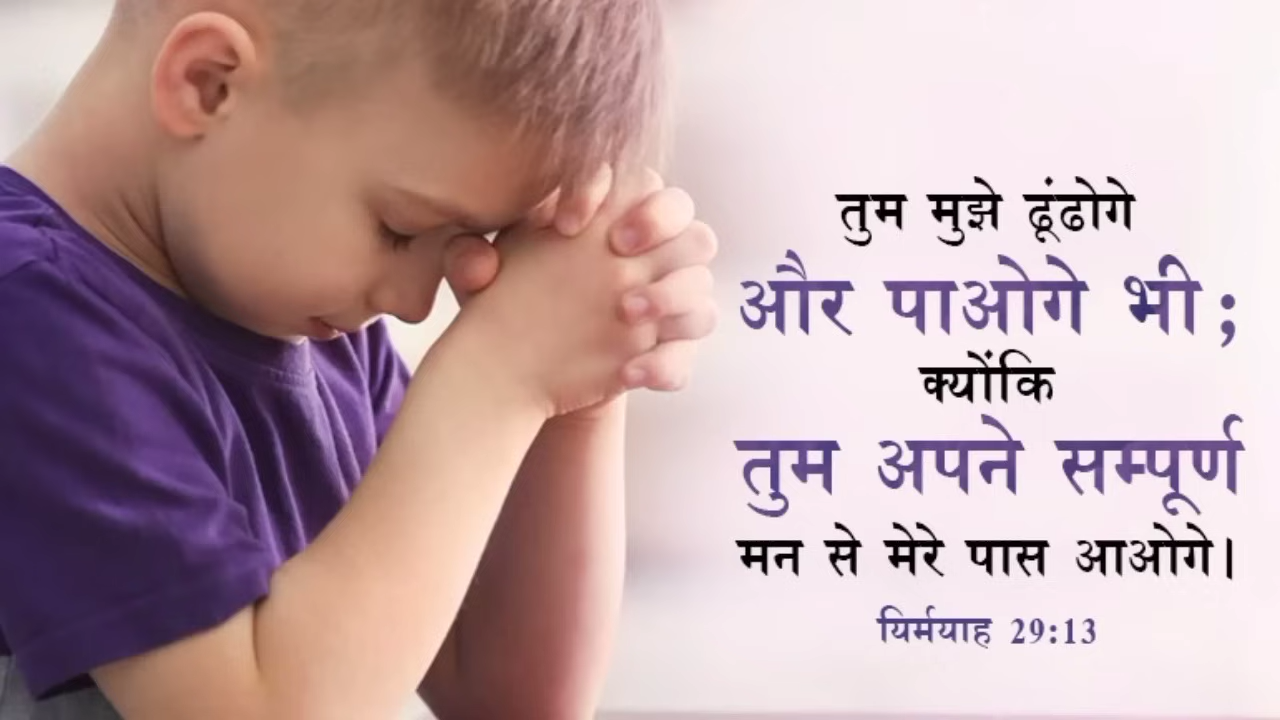 तुम मुझे ढूंढोगे
और पाओगे भी;
क्योंकि
तुम अपने सम्पूर्ण
मन से मेरे पास आओगे।
यिर्मयाह 29:13